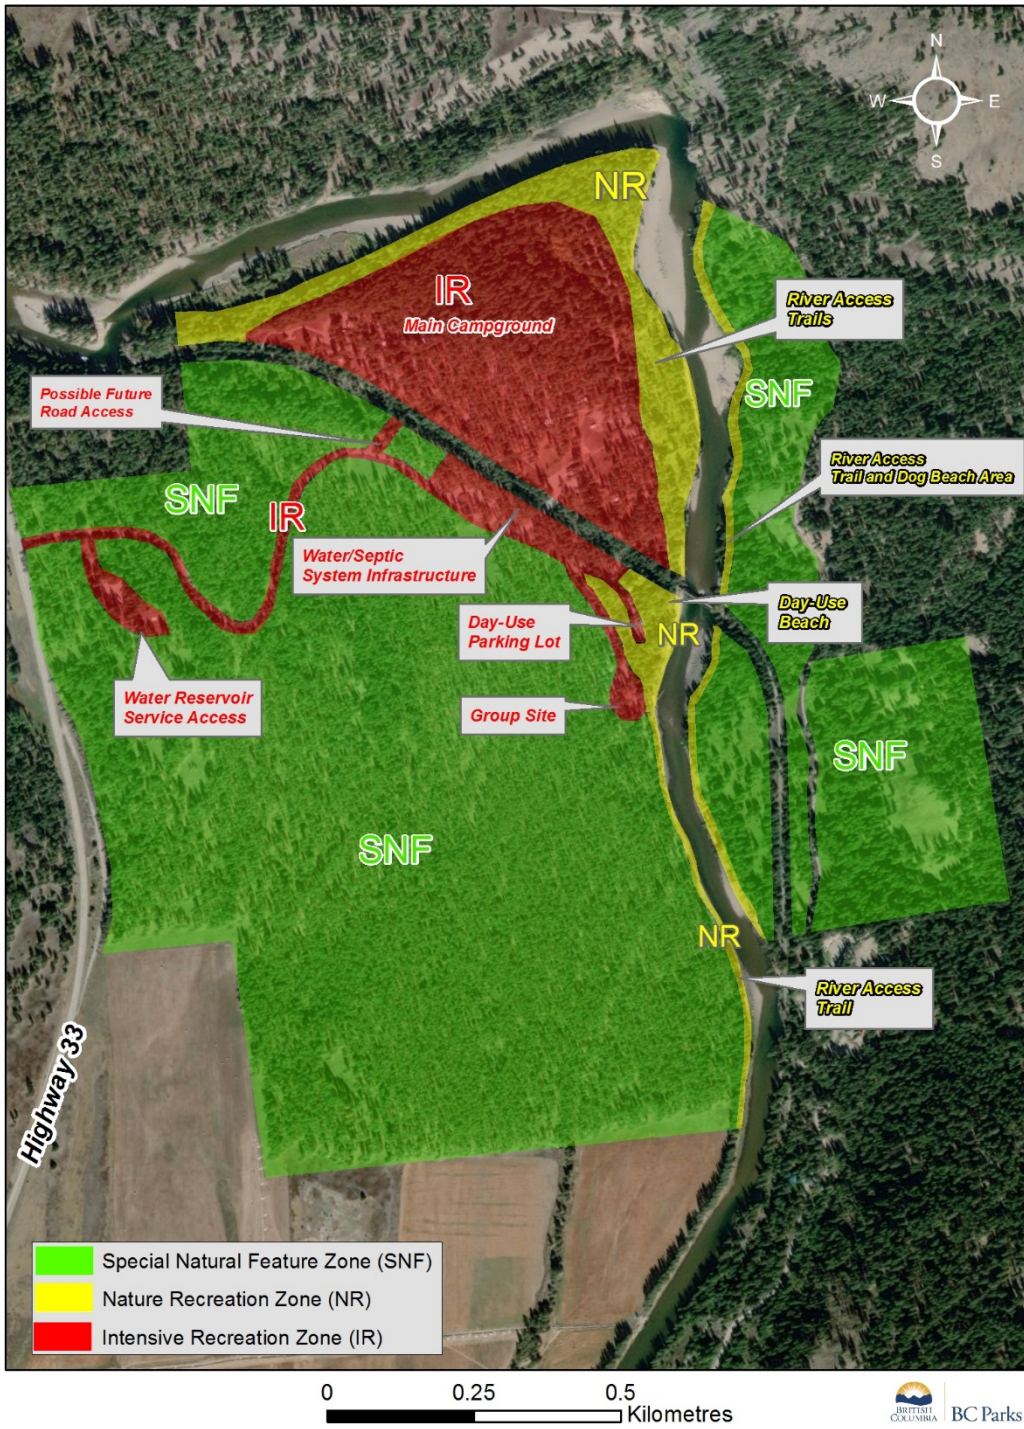 N
W E
S
NR
IR
Main Campground
River Access
Trails
Possible Future
Road Access
SNF
River Access
Trail and Dog Beach Area
SNF
IR
Water/Septic
System Infrastructure
Day-Use
Beach
Day-Use
Parking Lot
NR
Water Reservoir
Service Access
Group Site
SNF
SNF
NR
River Access
Trail
Highway 33
Special Natural Feature Zone (SNF)
Nature Recreation Zone (NR)
Intensive Recreation Zone (IR)
0 0.25 0.5
Kilometres
BRITISH
COLUMBIA
BC Parks